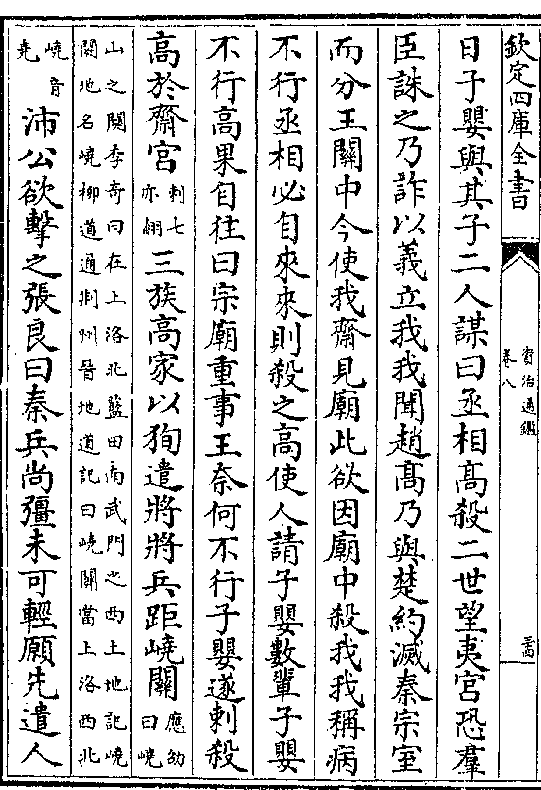 欽定四庫全書
資治通鑑
卷八
日子嬰與其子二人謀曰丞相高殺二世望夷宮恐羣
臣誅之乃詐以義立我我聞趙高乃與楚約滅秦宗室
而分王關中今使我齋見廟此欲因廟中殺我我稱病
不行丞相必自來來則殺之高使人請子嬰數輩子嬰
不行高果自往曰宗廟重事王奈何不行子嬰遂刺殺
高於齋宮刺七亦翻三族高家以狥遣將將兵距嶢關應劭曰嶢
山之關李奇曰在上洛北藍田南武門之西土地記嶢
關地名嶢柳道通荆州晉地道記曰嶢關當上洛西北
嶢音堯沛公欲擊之張良曰秦兵尚彊未可輕願先遣人